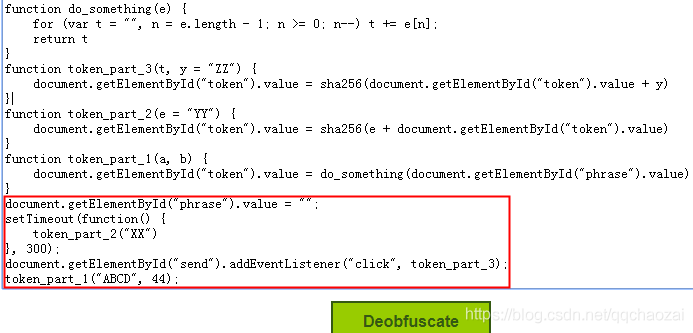 function do_something(e) {
    for (var t = "", n = e.length - 1; n >= 0; n--) t += e[n];
    return t
}
function token_part_3(t, y = "ZZ") {
    document.getElementById("token").value = sha256(document.getElementById("token").value + y)
}
function token_part_2(e = "YY") {
    document.getElementById("token").value = sha256(e + document.getElementById("token").value)
}
function token_part_1(a, b) {
    document.getElementById("token").value = do_something(document.getElementById("phrase").value)
}
document.getElementById("phrase").value = "";
setTimeout(function() {
    token_part_2("XX")
}, 300);
document.getElementById("send").addEventListener("click", token_part_3);
token_part_1("ABCD", 44);
https://blog.csdn.net/qqchaozai
Deobfuscate